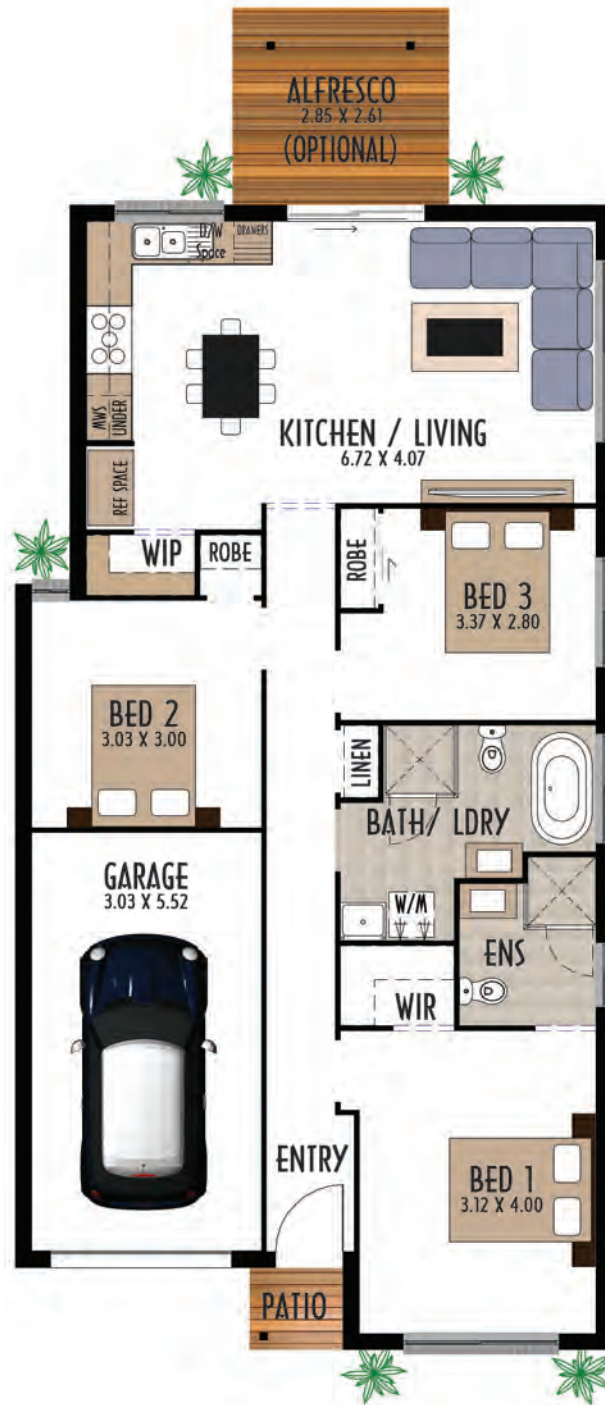 ALFRESCO
2.85 X 2.61
(OPTIONAL)
D/W
Space
DRAWERS
MWS
UNDER
KITCHEN / LIVING
6.72 X 4.07
REF SPACE
WIP
ROBE
ROBE
BED 3
3.37 X 2.80
BED 2
3.03 X 3.00
LINEN
BATH/ LDRY
GARAGE
3.03 X 5.52
W/M
ENS
WIR
ENTRY
BED 1
3.12 X 4.00
PATIO